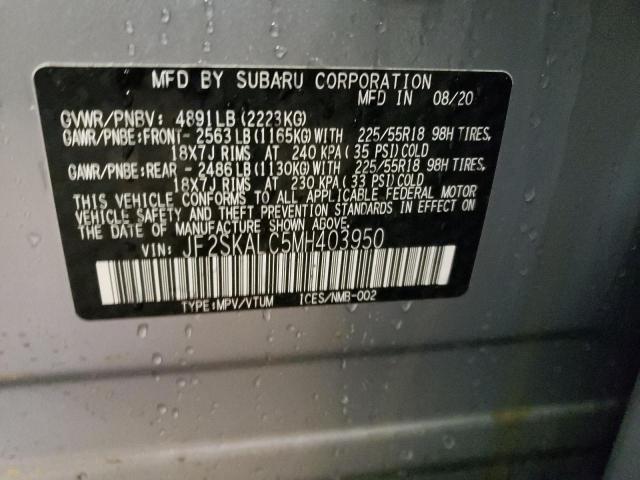 MFD BY SUBARU CORPORATION
MFD IN 08/20
GVWR/PNBV: 4891LB(2223KG)
GAWR/PNBE:FRONT- 2563LB(1165KG)WITH 225/55R18 98H TIRES,
18X7J RIMS AT 240 KPA(35 PSI)COLD
GAWR/PNBE:REAR - 2486LB(1130KG)WITH 225/55R18 98H TIRES,
18X7J RIMS AT 230 KPA(33 PSI)COLD
THIS VEHICLE CONFORMS TO ALL APPLICABLE FEDERAL MOTOR
VEHICLE SAFETY AND THEFT PREVENTION STANDARDS IN EFFECT ON
THE DATE OF MANUFACTURE SHOWN ABOVE.
VIN: JF2SKALC5MH403950
TYPE:MPV/VTUM ICES/NMB-002